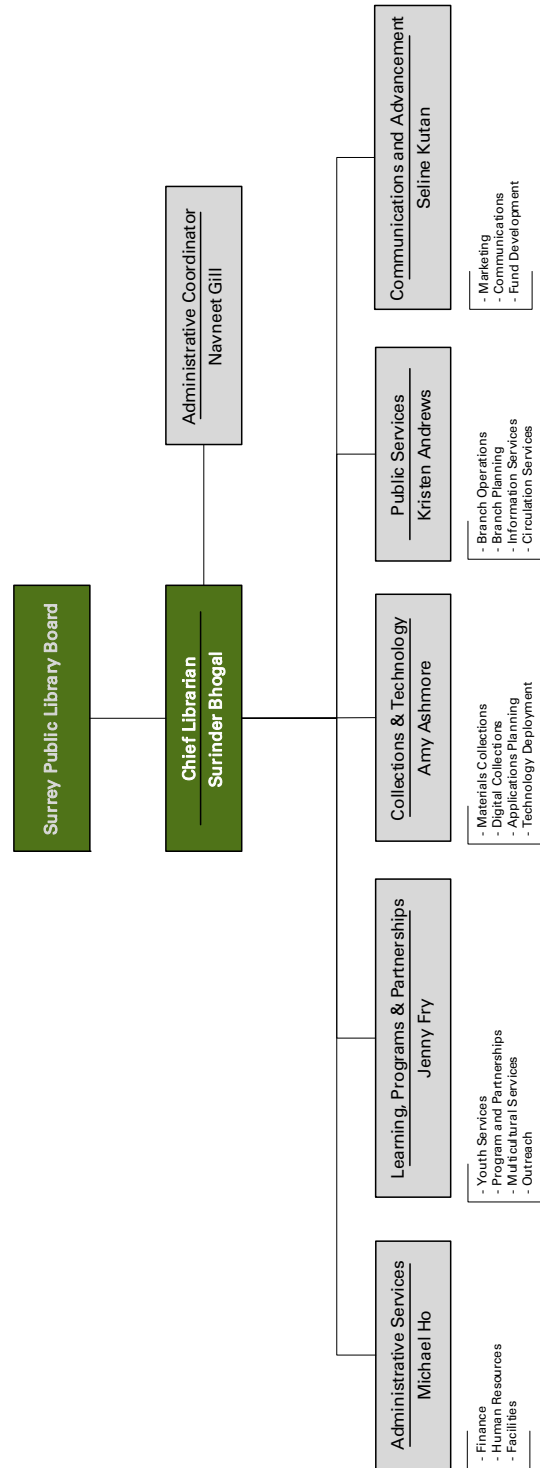 Surrey Public Library Board
Chief Librarian
Surinder Bhogal
Administrative Coordinator
Navneet Gill
Administrative Services
Michael Ho
- Finance
- Human Resources
- Facilities
Learning, Programs & Partnerships
Jenny Fry
- Youth Services
- Program and Partnerships
- Multicultural Services
- Outreach
Collections & Technology
Amy Ashmore
- Materials Collections
- Digital Collections
- Applications Planning
- Technology Deployment
Public Services
Kristen Andrews
- Branch Operations
- Branch Planning
- Information Services
- Circulation Services
Communications and Advancement
Seline Kutan
- Marketing
- Communications
- Fund Development